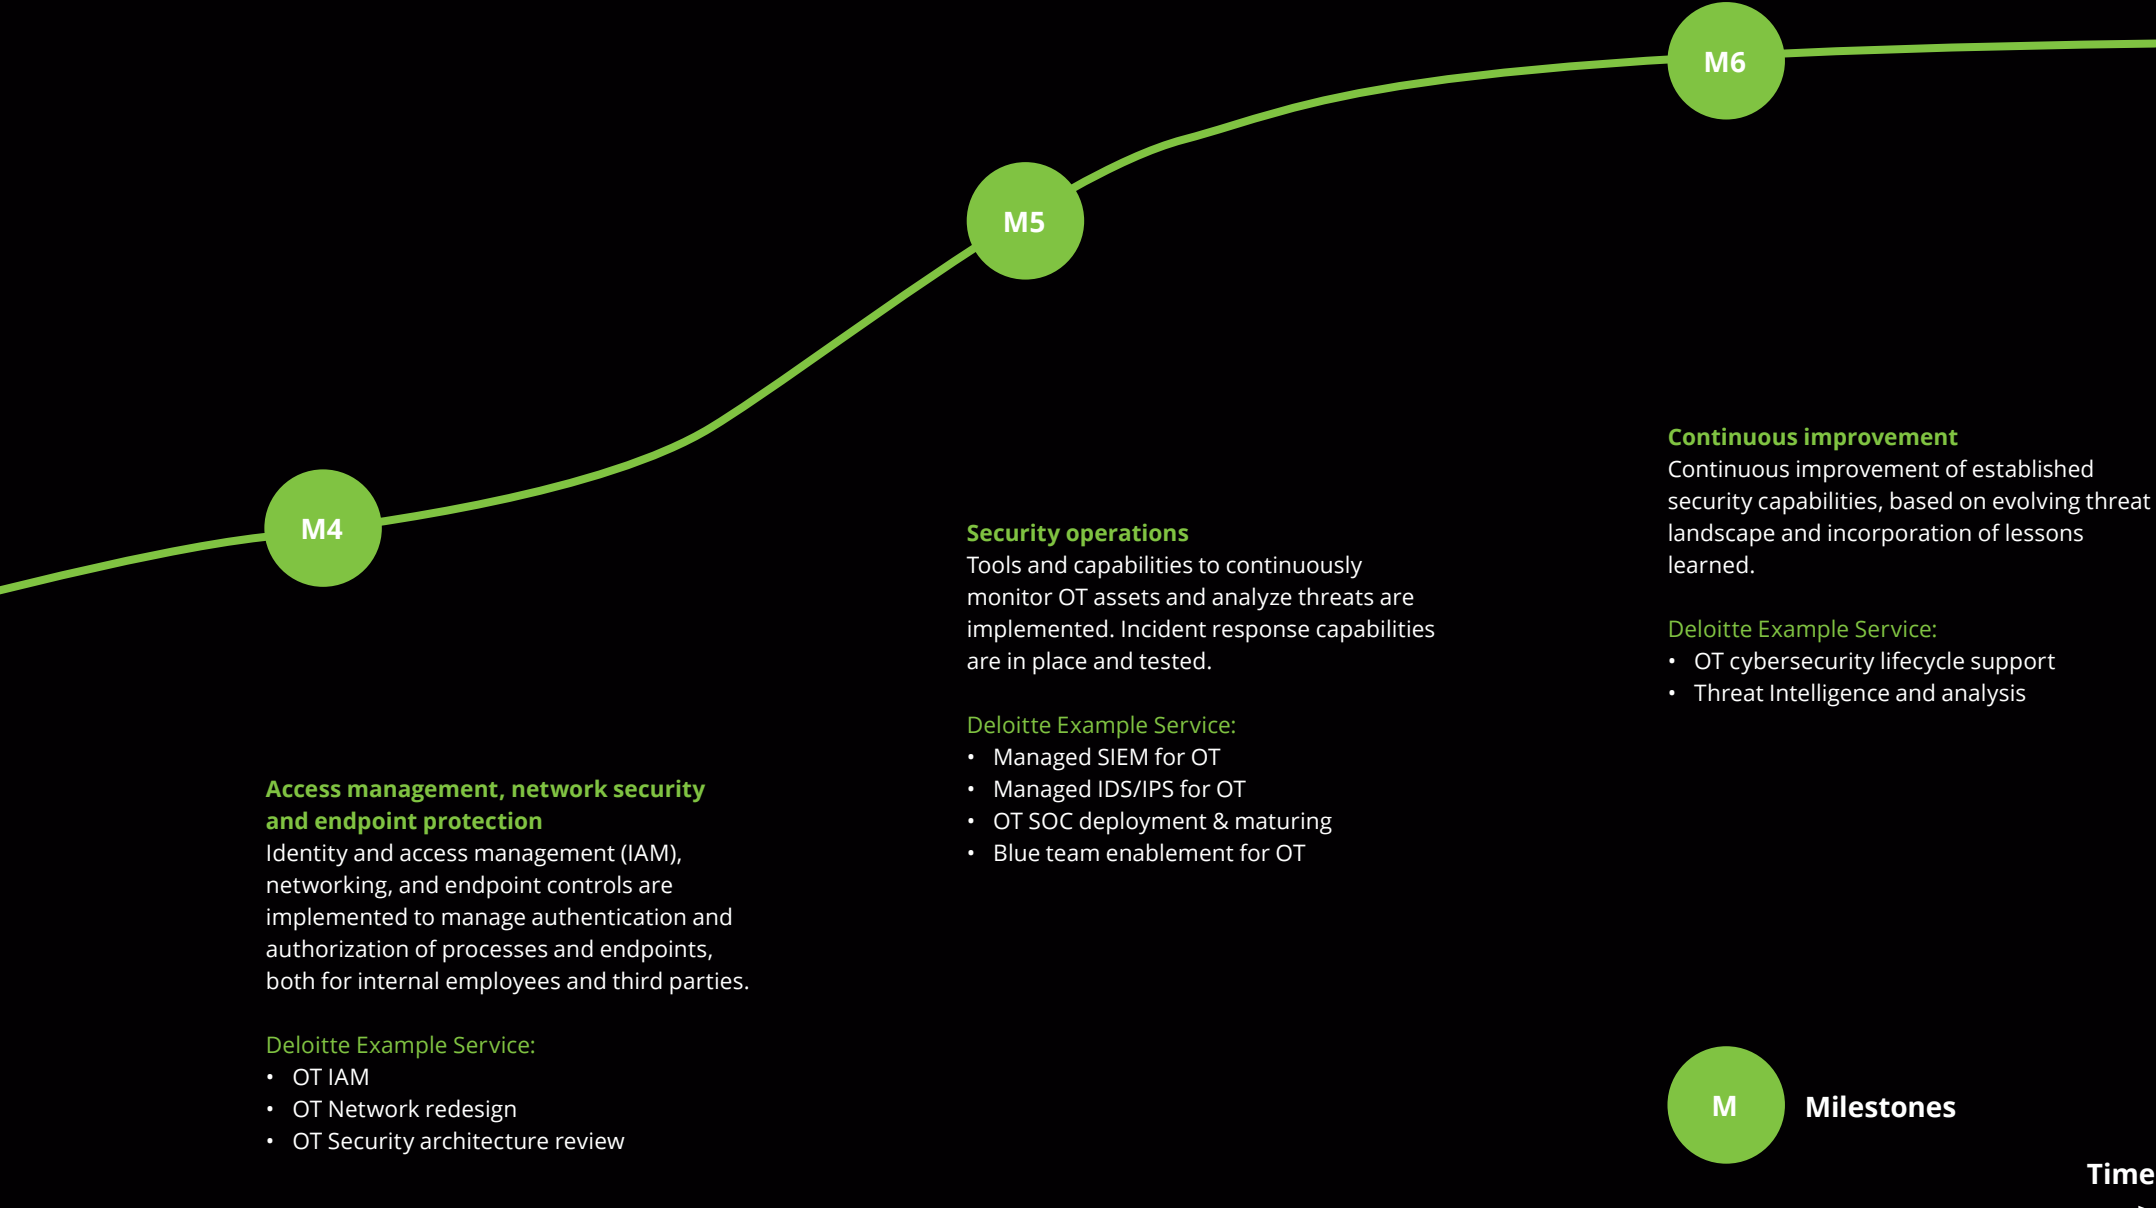 M6
M5
M4
Continuous improvement
Continuous improvement of established
security capabilities, based on evolving threat
landscape and incorporation of lessons
learned.
Deloitte Example Service:
• OT cybersecurity lifecycle support
• Threat Intelligence and analysis
Security operations
Tools and capabilities to continuously
monitor OT assets and analyze threats are
implemented. Incident response capabilities
are in place and tested.
Deloitte Example Service:
• Managed SIEM for OT
• Managed IDS/IPS for OT
• OT SOC deployment & maturing
• Blue team enablement for OT
Access management, network security
and endpoint protection
Identity and access management (IAM),
networking, and endpoint controls are
implemented to manage authentication and
authorization of processes and endpoints,
both for internal employees and third parties.
Deloitte Example Service:
• OT IAM
• OT Network redesign
• OT Security architecture review
M Milestones
Time